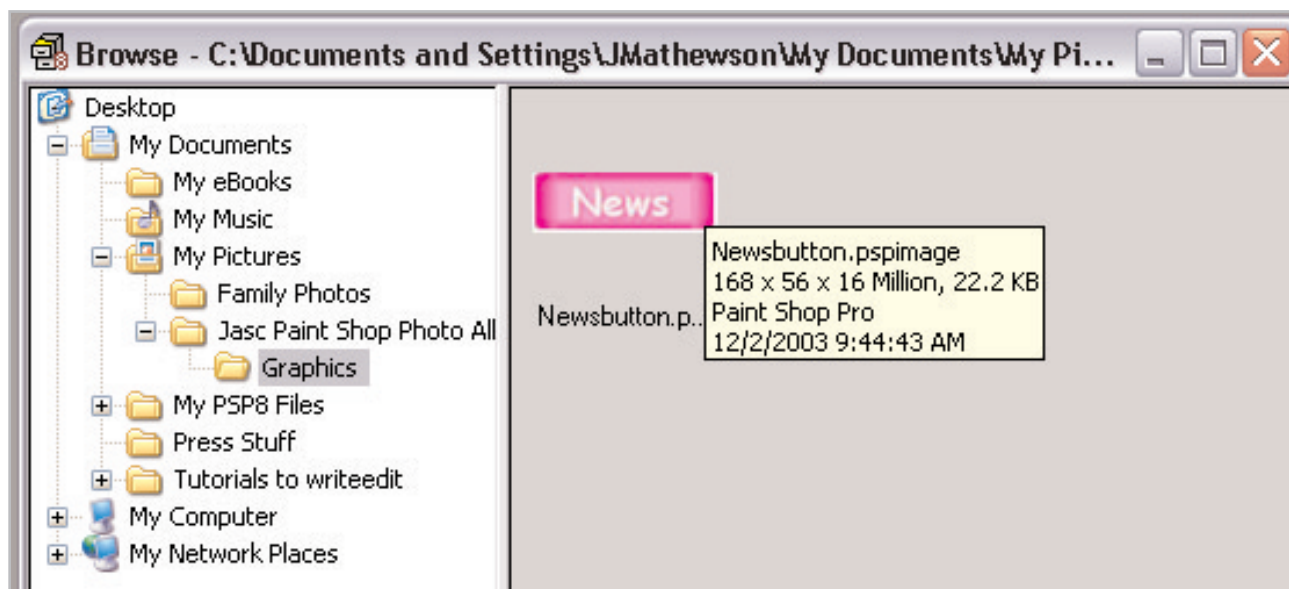 Browse - C:\Documents and Settings\JMathewson\My Documents\My Pi...
Desktop
My Documents
My eBooks
My Music
My Pictures
Family Photos
Jasc Paint Shop Photo All
Graphics
My PSP8 Files
Press Stuff
Tutorials to writeedit
My Computer
My Network Places
News
Newsbutton.p..
Newsbutton.pspimage
168 x 56 x 16 Million, 22.2 KB
Paint Shop Pro
12/2/2003 9:44:43 AM